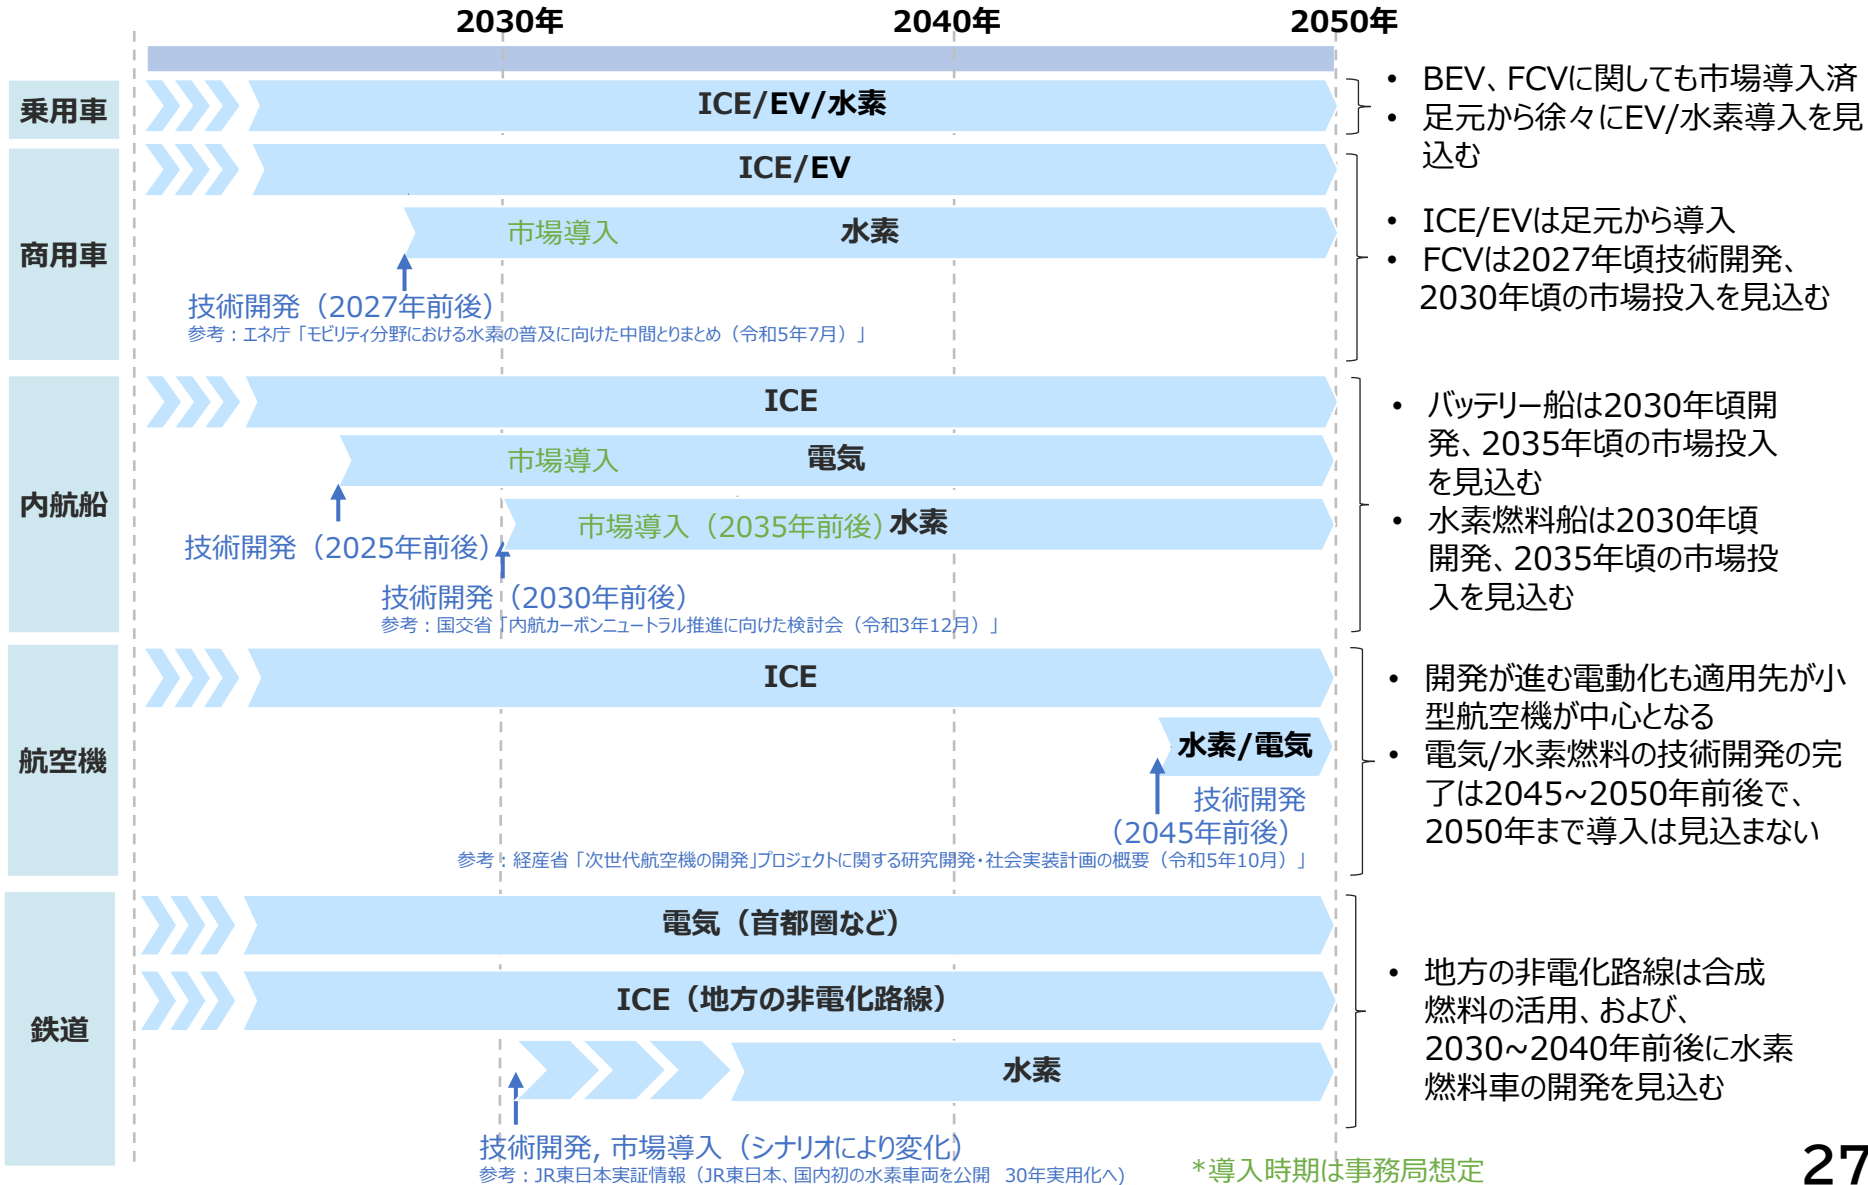 2030年
2040年
2050年
乗用車
ICE/EV/水素
• BEV、FCVに関しても市場導入済
• 足元から徐々にEV/水素導入を見
込む
商用車
ICE/EV
市場導入
水素
技術開発（2027年前後）
参考：エネ庁「モビリティ分野における水素の普及に向けた中間とりまとめ（令和5年7月）」
• ICE/EVは足元から導入
• FCVは2027年頃技術開発、
2030年頃の市場投入を見込む
内航船
ICE
市場導入
電気
市場導入（2035年前後）
水素
技術開発（2025年前後）
技術開発（2030年前後）
参考：国交省「内航カーボンニュートラル推進に向けた検討会（令和3年12月）」
• バッテリー船は2030年頃開
発、2035年頃の市場投入
を見込む
• 水素燃料船は2030年頃
開発、2035年頃の市場投
入を見込む
航空機
ICE
水素/電気
技術開発
（2045年前後）
参考：経産省「次世代航空機の開発」プロジェクトに関する研究開発・社会実装計画の概要（令和5年10月）」
• 開発が進む電動化も適用先が小
型航空機が中心となる
• 電気/水素燃料の技術開発の完
了は2045~2050年前後で、
2050年まで導入は見込まない
鉄道
電気（首都圏など）
ICE（地方の非電化路線）
水素
技術開発, 市場導入（シナリオにより変化）
参考：JR東日本実証情報（JR東日本、国内初の水素車両を公開 30年実用化へ)
• 地方の非電化路線は合成
燃料の活用、および、
2030~2040年前後に水素
燃料車の開発を見込む
*導入時期は事務局想定
27